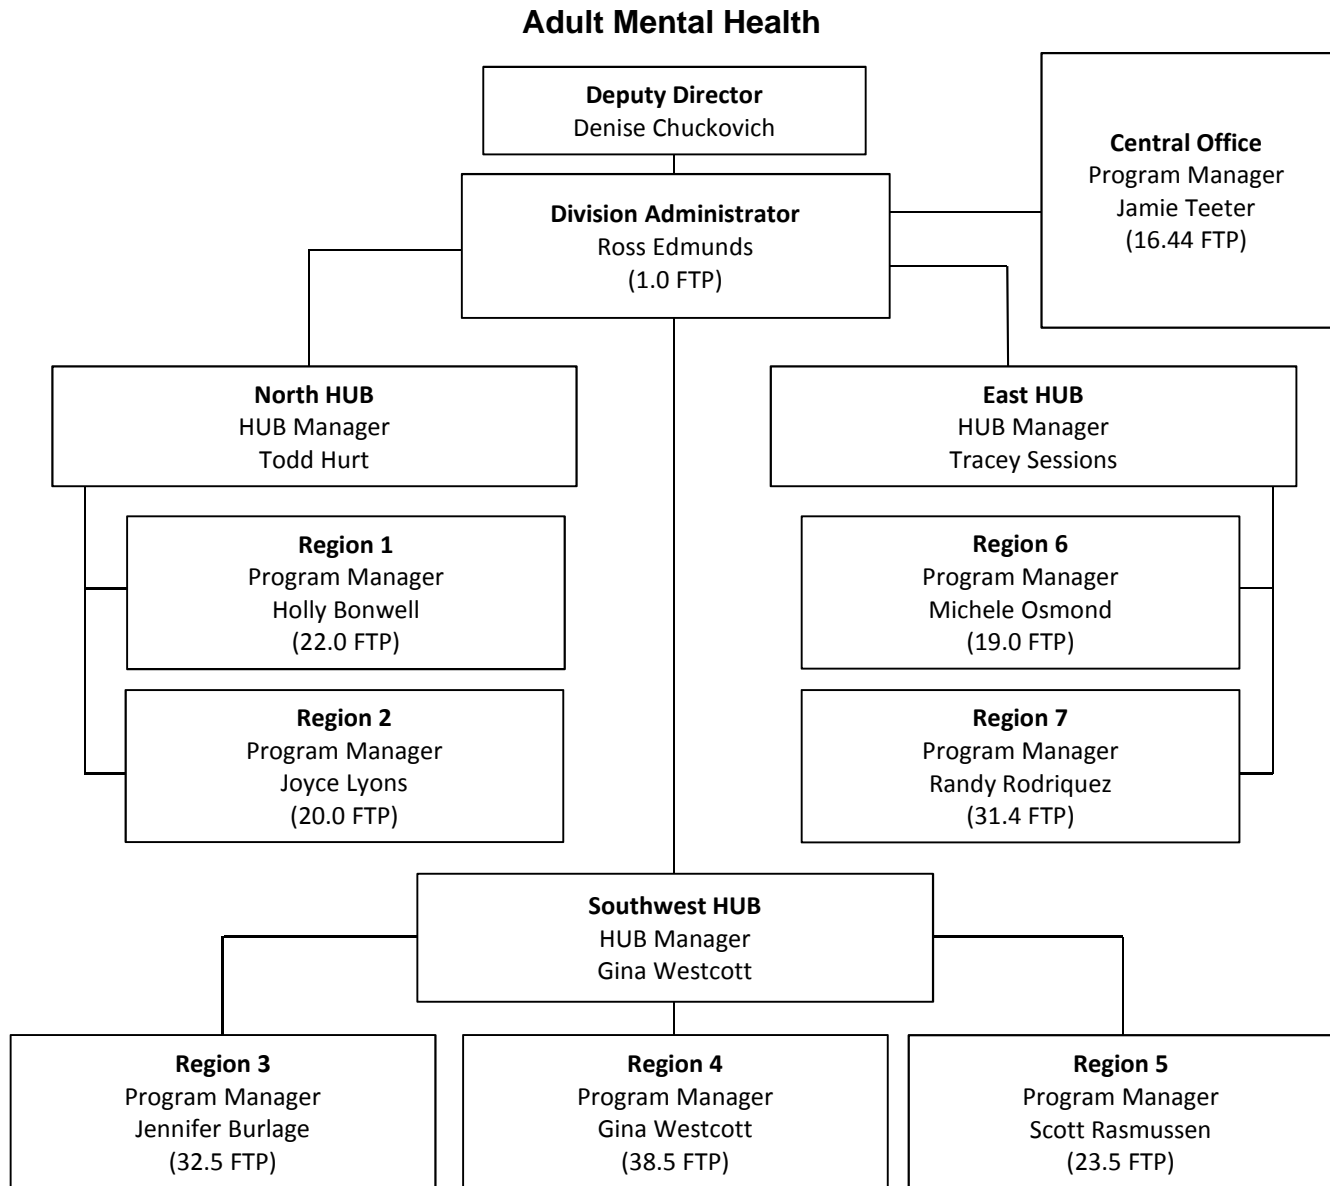 Adult Mental Health
Deputy Director
Denise Chuckovich
Central Office
Program Manager
Jamie Teeter
(16.44 FTP)
Division Administrator
Ross Edmunds
(1.0 FTP)
North HUB
HUB Manager
Todd Hurt
East HUB
HUB Manager
Tracey Sessions
Region 1
Program Manager
Holly Bonwell
(22.0 FTP)
Region 6
Program Manager
Michele Osmond
(19.0 FTP)
Region 2
Program Manager
Joyce Lyons
(20.0 FTP)
Region 7
Program Manager
Randy Rodriquez
(31.4 FTP)
Southwest HUB
HUB Manager
Gina Westcott
Region 3
Program Manager
Jennifer Burlage
(32.5 FTP)
Region 4
Program Manager
Gina Westcott
(38.5 FTP)
Region 5
Program Manager
Scott Rasmussen
(23.5 FTP)